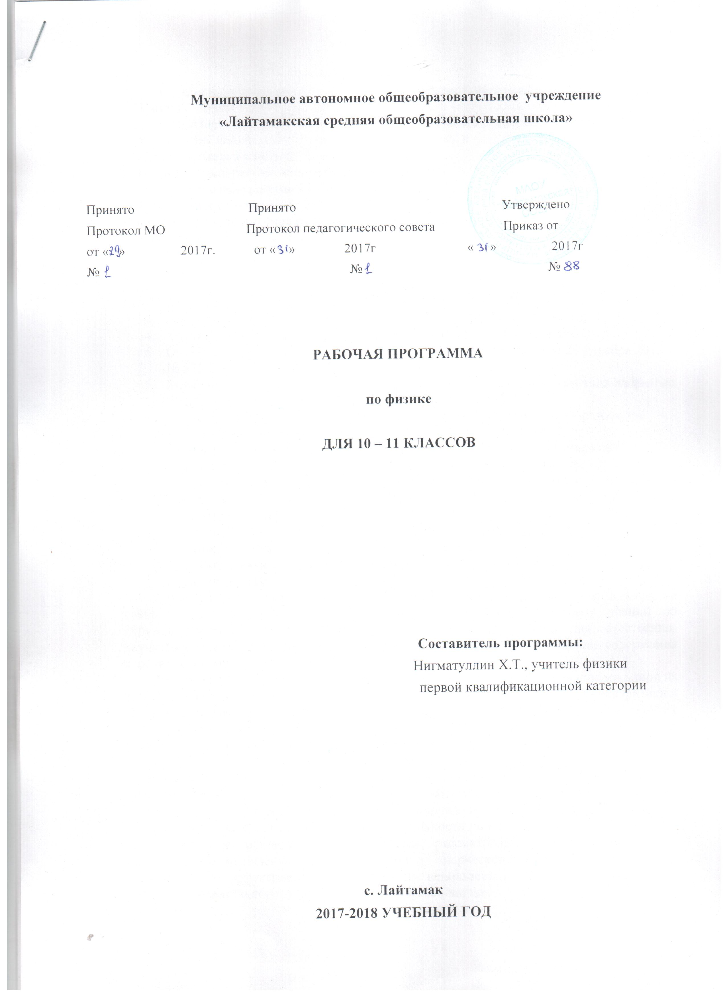 Муниципальное автономное общеобразовательное учреждение
«Лайтамакская средняя общеобразовательная школа»
МАОУ
Принято Принято Утверждено
Протокол МО Протокол педагогического совета Приказ от
от «29» 2017г. от «31» 2017г «31» 2017г
№ 1 № 1 № 88
РАБОЧАЯ ПРОГРАММА
по физике
ДЛЯ 10 – 11 КЛАССОВ
Составитель программы:
Нигматуллин Х.Т., учитель физики
первой квалификационной категории
с. Лайтамак
2017-2018 УЧЕБНЫЙ ГОД